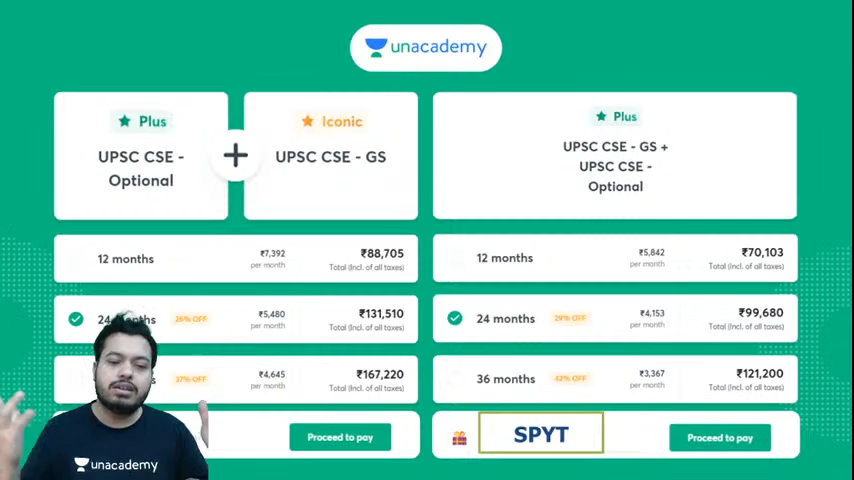 unacademy
Plus
UPSC CSE -
Optional
+
Iconic
UPSC CSE - GS
12 months
₹7,392
per month
₹88,705
Total (Incl. of all taxes)
24 months
26% OFF
₹5,480
per month
₹131,510
Total (Incl. of all taxes)
37% OFF
₹4,645
per month
₹167,220
Total (Incl. of all taxes)
Proceed to pay
Plus
UPSC CSE - GS +
UPSC CSE -
Optional
12 months
₹5,842
per month
₹70,103
Total (Incl. of all taxes)
24 months
29% OFF
₹4,153
per month
₹99,680
Total (Incl. of all taxes)
36 months
42% OFF
₹3,367
per month
₹121,200
Total (Incl. of all taxes)
SPYT
Proceed to pay
unacademy